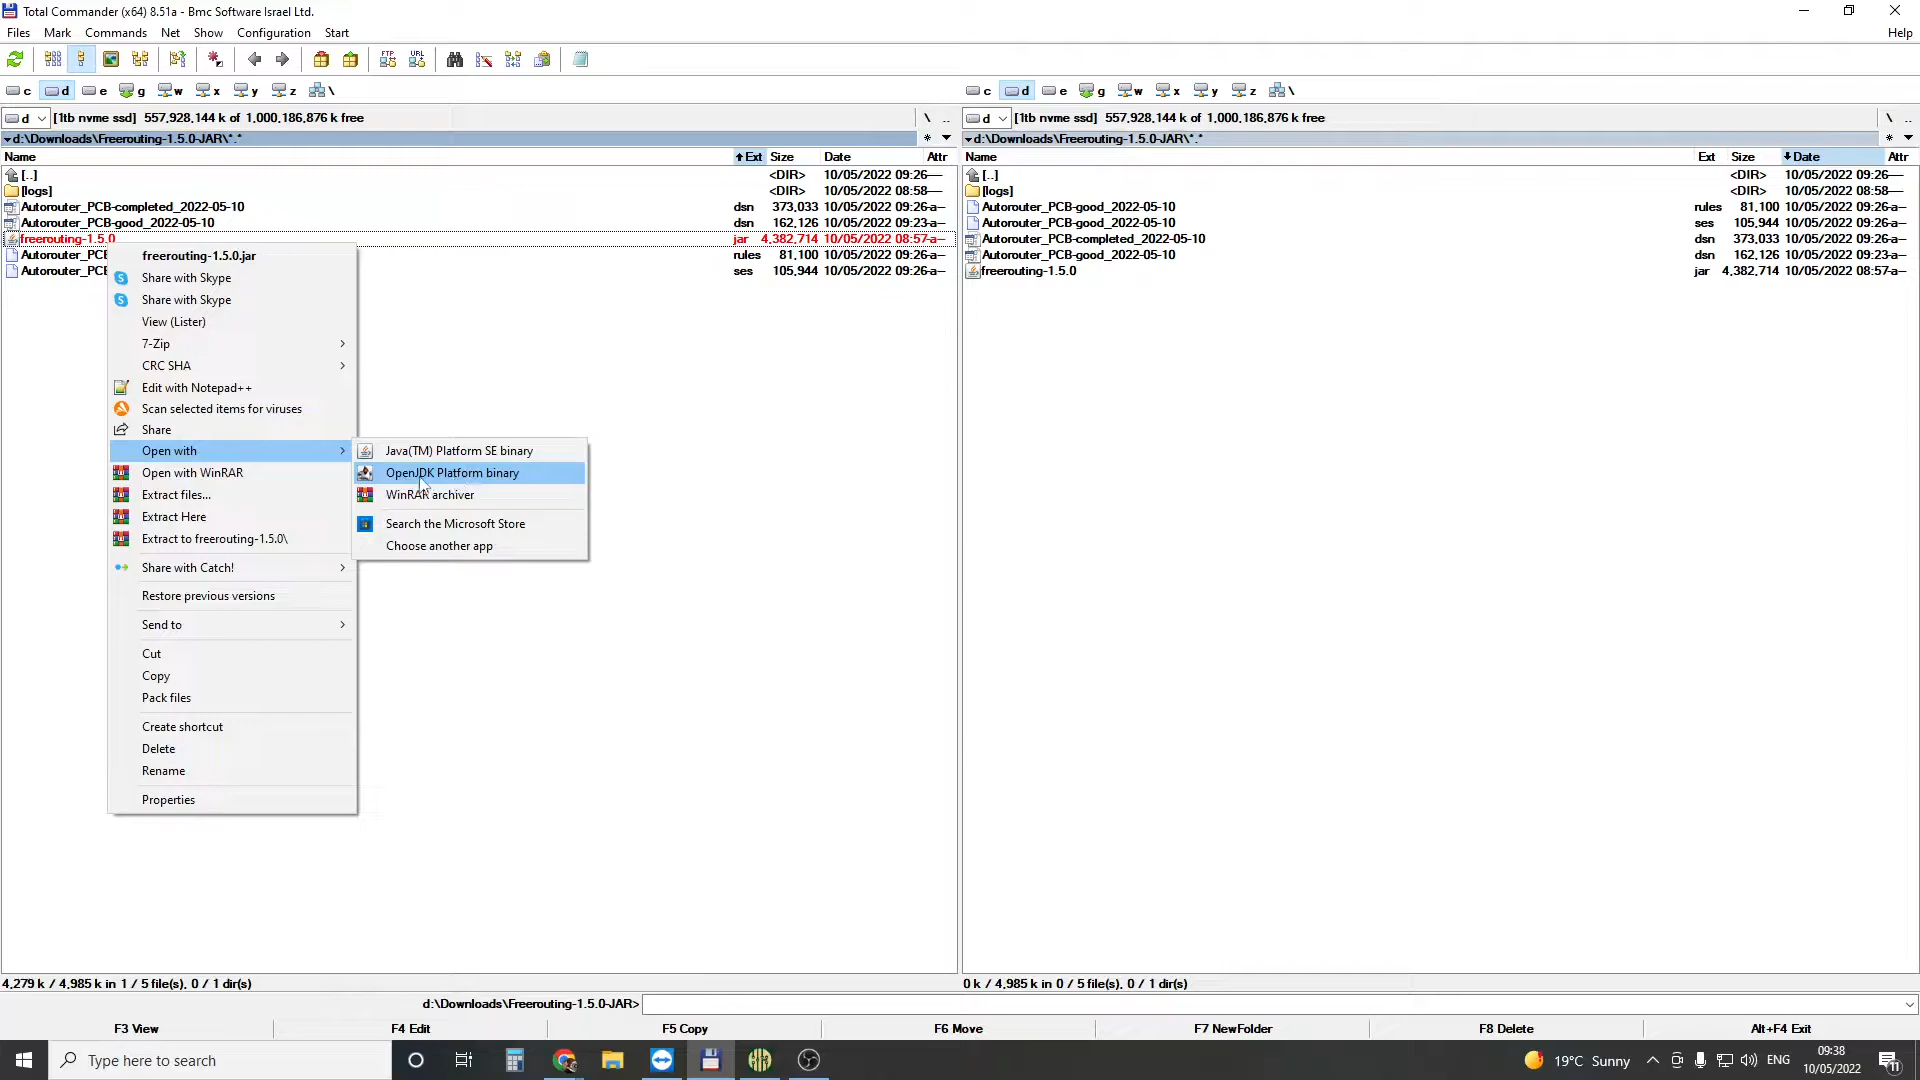 Total Commander (x64) 8.51a - Bmc Software Israel Ltd.
Files Mark Commands Net Show Configuration Start Help
FTP URL
c d e g w x y z \ c d e g w x y z \
d [1tb nvme ssd] 557,928,144 k of 1,000,186,876 k free \ .. d [1tb nvme ssd] 557,928,144 k of 1,000,186,876 k free \ ..
d:\Downloads\Freerouting-1.5.0-JAR\*.* * d:\Downloads\Freerouting-1.5.0-JAR\*.* *
Name Ext Size Date Attr Name Ext Size Date Attr
[..] <DIR> 10/05/2022 09:26---- [..] <DIR> 10/05/2022 09:26----
[logs] <DIR> 10/05/2022 08:58---- [logs] <DIR> 10/05/2022 08:58----
Autorouter_PCB-completed_2022-05-10 dsn 373,033 10/05/2022 09:26-a-- Autorouter_PCB-good_2022-05-10 rules 81,100 10/05/2022 09:26-a--
Autorouter_PCB-good_2022-05-10 dsn 162,126 10/05/2022 09:23-a-- Autorouter_PCB-good_2022-05-10 ses 105,944 10/05/2022 09:26-a--
freerouting-1.5.0 jar 4,382,714 10/05/2022 08:57-a-- Autorouter_PCB-completed_2022-05-10 dsn 373,033 10/05/2022 09:26-a--
Autorouter_PCB rules 81,100 10/05/2022 09:26-a-- Autorouter_PCB-good_2022-05-10 dsn 162,126 10/05/2022 09:23-a--
Autorouter_PCB ses 105,944 10/05/2022 09:26-a-- freerouting-1.5.0 jar 4,382,714 10/05/2022 08:57-a--
freerouting-1.5.0.jar
Share with Skype
Share with Skype
View (Lister)
7-Zip
CRC SHA
Edit with Notepad++
Scan selected items for viruses
Share
Open with
Open with WinRAR
Extract files...
Extract Here
Extract to freerouting-1.5.0\
Share with Catch!
Restore previous versions
Send to
Cut
Copy
Pack files
Create shortcut
Delete
Rename
Properties
Java(TM) Platform SE binary
OpenJDK Platform binary
WinRAR archiver
Search the Microsoft Store
Choose another app
4,279 k / 4,985 k in 1 / 5 file(s), 0 / 1 dir(s) 0 k / 4,985 k in 0 / 5 file(s), 0 / 1 dir(s)
d:\Downloads\Freerouting-1.5.0-JAR>
F3 View F4 Edit F5 Copy F6 Move F7 NewFolder F8 Delete Alt+F4 Exit
Type here to search
19°C Sunny ENG
09:38
10/05/2022
11